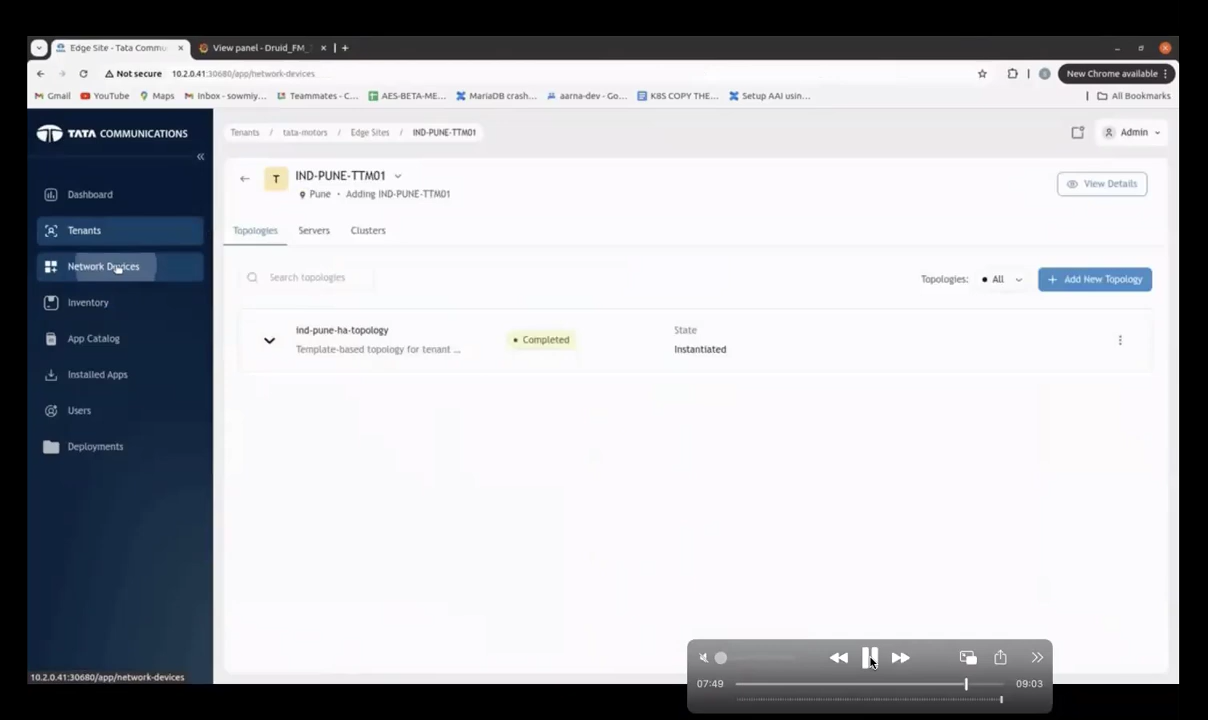 Edge Site - Tata Commu
View panel - Druid_FM_
Not secure 10.2.0.41:30680/app/network-devices
New Chrome available
Gmail YouTube Maps Inbox - sowmiy... Teammates - C... AES-BETA-ME... MariaDB crash... aarna-dev - Go... K8S COPY THE... Setup AAI usin... All Bookmarks
TATA COMMUNICATIONS
Tenants / tata-motors / Edge Sites / IND-PUNE-TTM01
Admin
IND-PUNE-TTM01
T
Pune • Adding IND-PUNE-TTM01
View Details
Dashboard
Tenants
Network Devices
Inventory
App Catalog
Installed Apps
Users
Deployments
Topologies Servers Clusters
Search topologies
Topologies: • All
+ Add New Topology
ind-pune-ha-topology
Template-based topology for tenant ...
• Completed
State
Instantiated
10.2.0.41:30680/app/network-devices
07:49
09:03